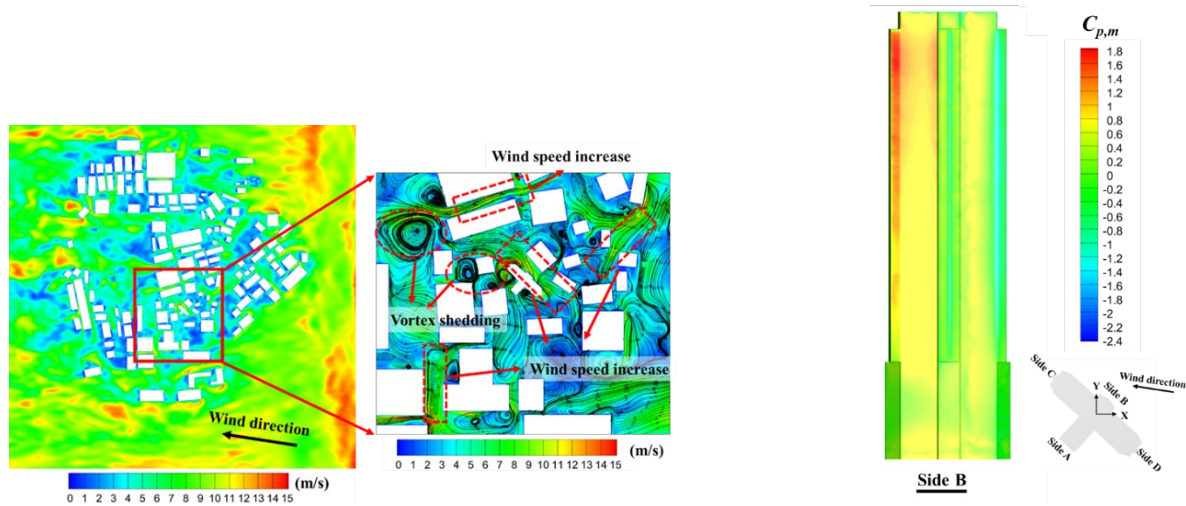 Wind speed increase
Vortex shedding
Wind speed increase
Wind direction
(m/s)
0 1 2 3 4 5 6 7 8 9 10 11 12 13 14 15
(m/s)
0 1 2 3 4 5 6 7 8 9 10 11 12 13 14 15
C_{p,m}
1.8
1.6
1.4
1.2
1
0.8
0.6
0.4
0.2
0
-0.2
-0.4
-0.6
-0.8
-1
-1.2
-1.4
-1.6
-1.8
-2
-2.2
-2.4
Side B
Side C
Side B
Wind direction
Y
X
Side A
Side D